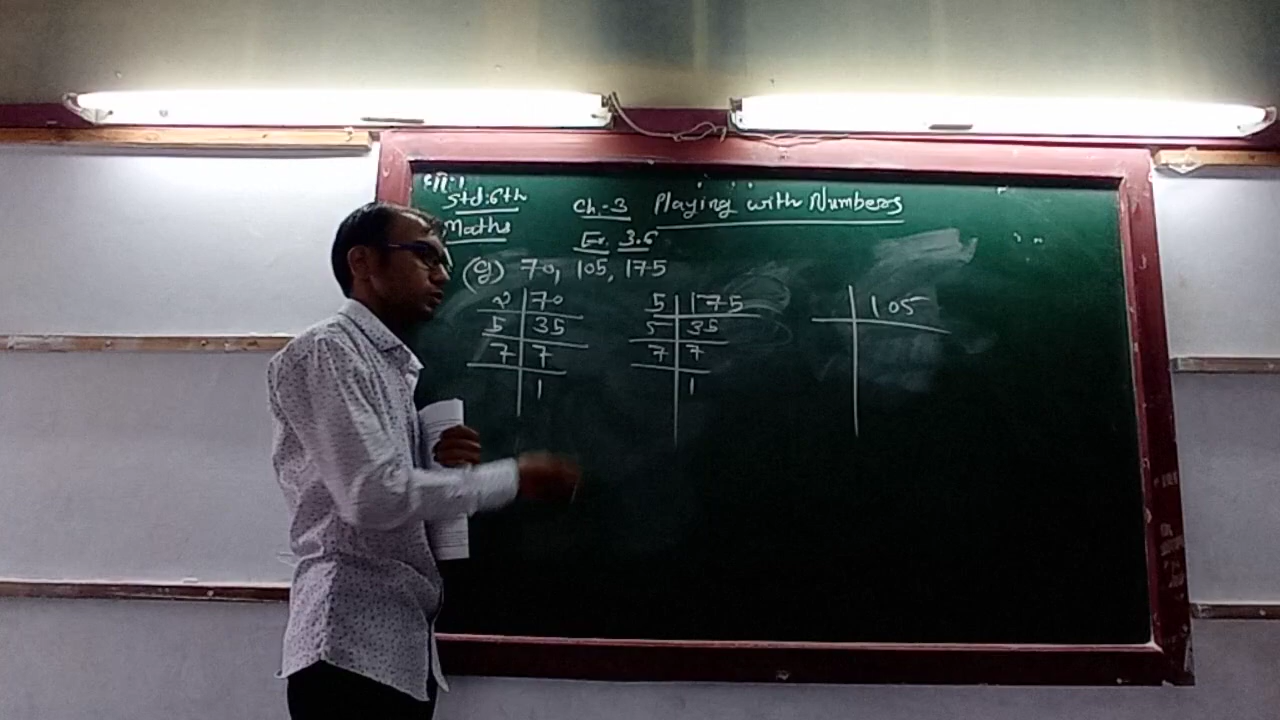 Std:6th
Ch.-3 Playing with Numbers
Maths
Ex. 3.6
(g) 70, 105, 175
2 | 70
5 | 35
7 | 7
1
5 | 175
5 | 35
7 | 7
1
105